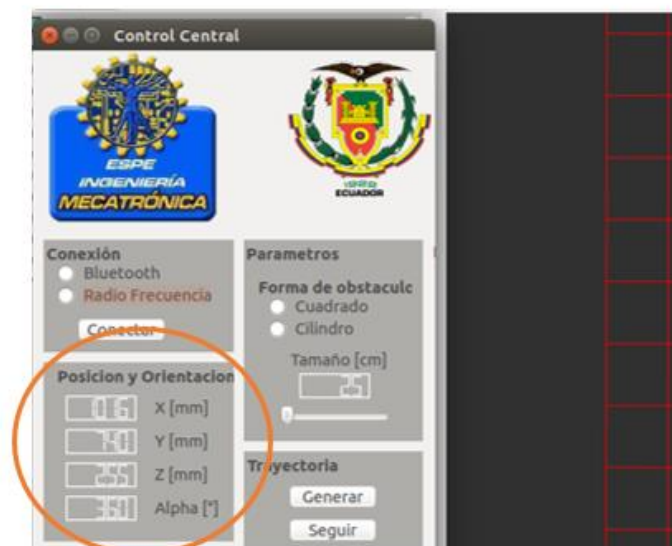 Control Central
ESPE
INGENIERÍA
MECATRÓNICA
ECUADOR
Conexión
Bluetooth
Radio Frecuencia
Conectar
Posicion y Orientacion
X [mm]
Y [mm]
Z [mm]
Alpha [°]
Parametros
Forma de obstaculo
Cuadrado
Cilindro
Tamaño [cm]
Trayectoria
Generar
Seguir